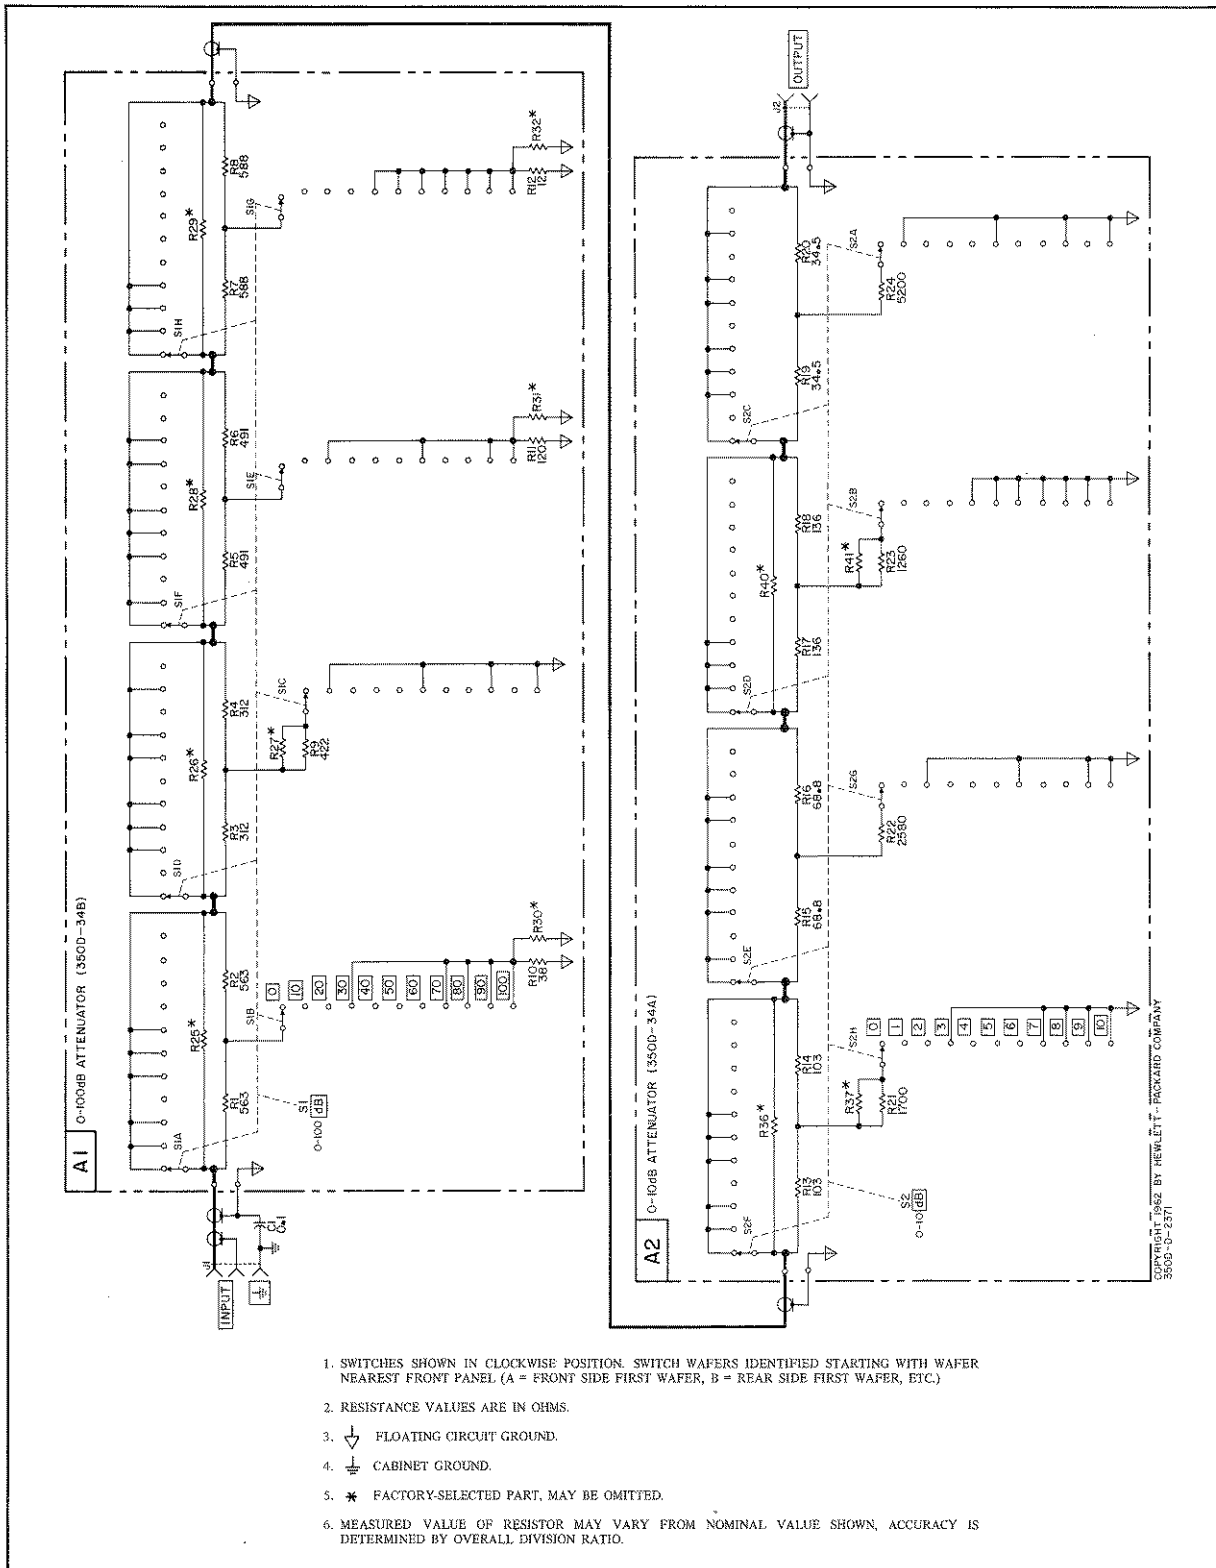 A1
0-100dB ATTENUATOR (350D-34B)
INPUT
J1
C1
0.1
S1
0-100 dB
S1A
R25*
R1
563
R2
563
S1B
0
10
20
30
40
50
60
70
80
90
100
R10
38
R30*
S1D
R26*
R3
312
R4
312
S1C
R27*
R9
422
S1F
R28*
R5
491
R6
491
S1E
R11
120
R31*
S1H
R29*
R7
588
R8
588
S1G
R12
12
R32*
A2
0-10dB ATTENUATOR (350D-34A)
S2
0-10 dB
S2F
R36*
R13
103
R14
103
S2H
R37*
R21
1700
0
1
2
3
4
5
6
7
8
9
10
S2E
R15
68.8
R16
68.8
S2G
R22
2580
S2D
R40*
R17
136
R18
136
S2B
R41*
R23
1260
S2C
R19
34.5
R20
34.5
S2A
R24
5200
J2
OUTPUT
COPYRIGHT 1962 BY HEWLETT-PACKARD COMPANY
350D-D-2371
1. SWITCHES SHOWN IN CLOCKWISE POSITION. SWITCH WAFERS IDENTIFIED STARTING WITH WAFER
NEAREST FRONT PANEL (A = FRONT SIDE FIRST WAFER, B = REAR SIDE FIRST WAFER, ETC.)
2. RESISTANCE VALUES ARE IN OHMS.
3. FLOATING CIRCUIT GROUND.
4. CABINET GROUND.
5. * FACTORY-SELECTED PART, MAY BE OMITTED.
6. MEASURED VALUE OF RESISTOR MAY VARY FROM NOMINAL VALUE SHOWN, ACCURACY IS
DETERMINED BY OVERALL DIVISION RATIO.